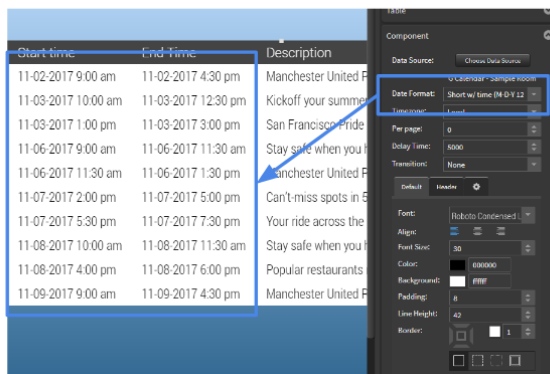 Table
Component
Data Source: Choose Data Source
G Calendar - Sample Room
Date Format: Short w/ time (M-D-Y 12
Timezone: Local
Per page: 0
Delay Time: 5000
Transition: None
Default Header
Font: Roboto Condensed L
Align:
Font Size: 30
Color: 000000
Background: ffffff
Padding: 8
Line Height: 42
Border: 1
Start time End Time Description
11-02-2017 9:00 am 11-02-2017 4:30 pm Manchester United F
11-03-2017 10:00 am 11-03-2017 12:30 pm Kickoff your summer
11-03-2017 1:00 pm 11-03-2017 3:00 pm San Francisco Pride
11-06-2017 9:00 am 11-06-2017 11:30 am Stay safe when you h
11-06-2017 11:30 am 11-06-2017 1:30 pm Manchester United F
11-07-2017 2:00 pm 11-07-2017 5:00 pm Can't-miss spots in 5
11-07-2017 5:30 pm 11-07-2017 7:30 pm Your ride across the
11-08-2017 10:00 am 11-08-2017 11:30 am Stay safe when you h
11-08-2017 4:00 pm 11-08-2017 6:00 pm Popular restaurants
11-09-2017 9:00 am 11-09-2017 4:30 pm Manchester United F